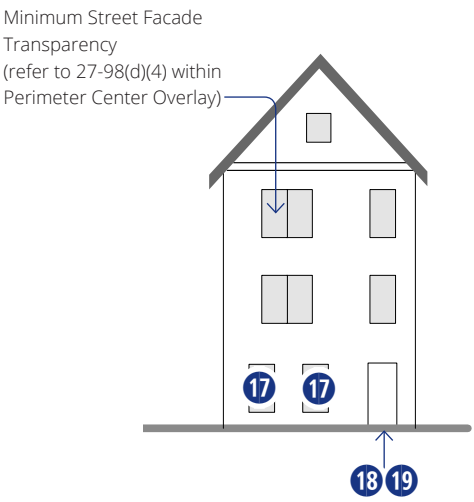 Minimum Street Facade
Transparency
(refer to 27-98(d)(4) within
Perimeter Center Overlay)
17 17
18 19